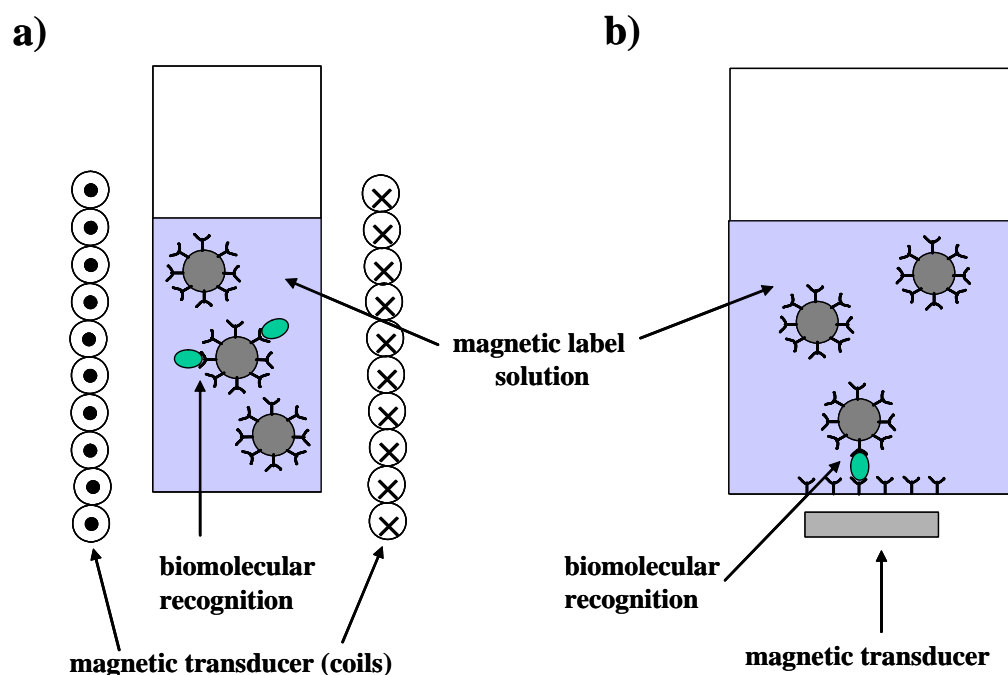 a)
b)
magnetic label
solution
biomolecular
recognition
magnetic transducer (coils)
biomolecular
recognition
magnetic transducer